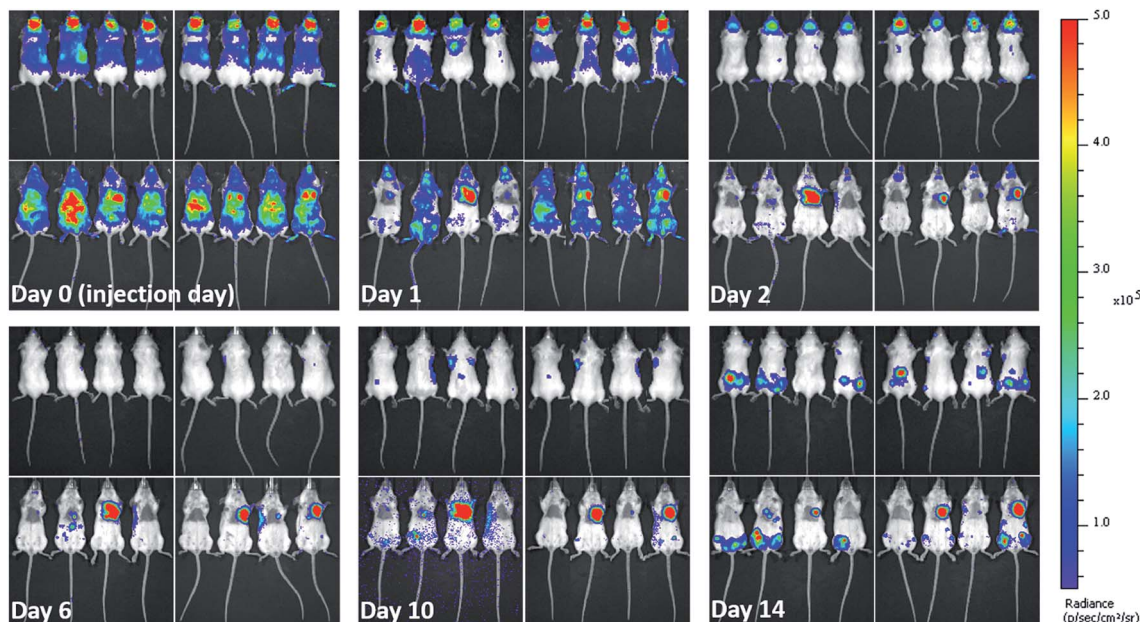 Day 0 (injection day)
Day 1
Day 2
Day 6
Day 10
Day 14
5.0
4.0
3.0
x10⁵
2.0
1.0
Radiance
(p/sec/cm²/sr)